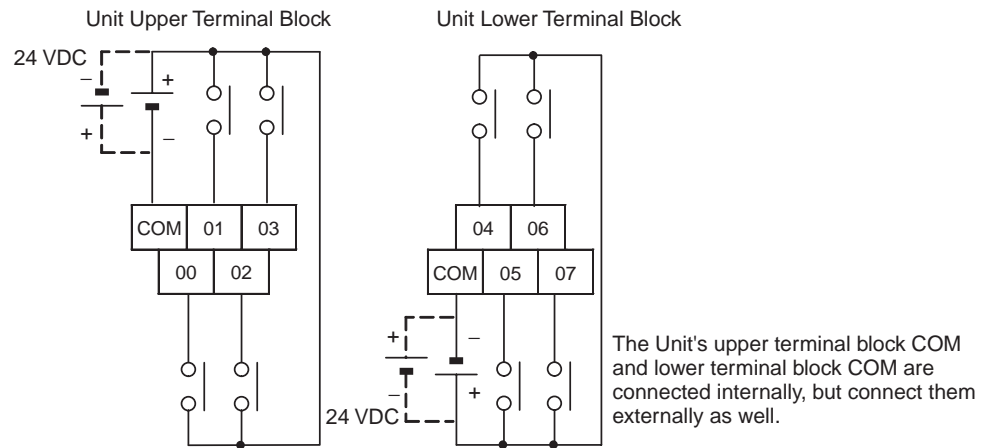 Unit Upper Terminal Block
Unit Lower Terminal Block
24 VDC
–
+
+
–
COM 01 03
00 02
04 06
COM 05 07
+
–
–
+
24 VDC
The Unit's upper terminal block COM
and lower terminal block COM are
connected internally, but connect them
externally as well.